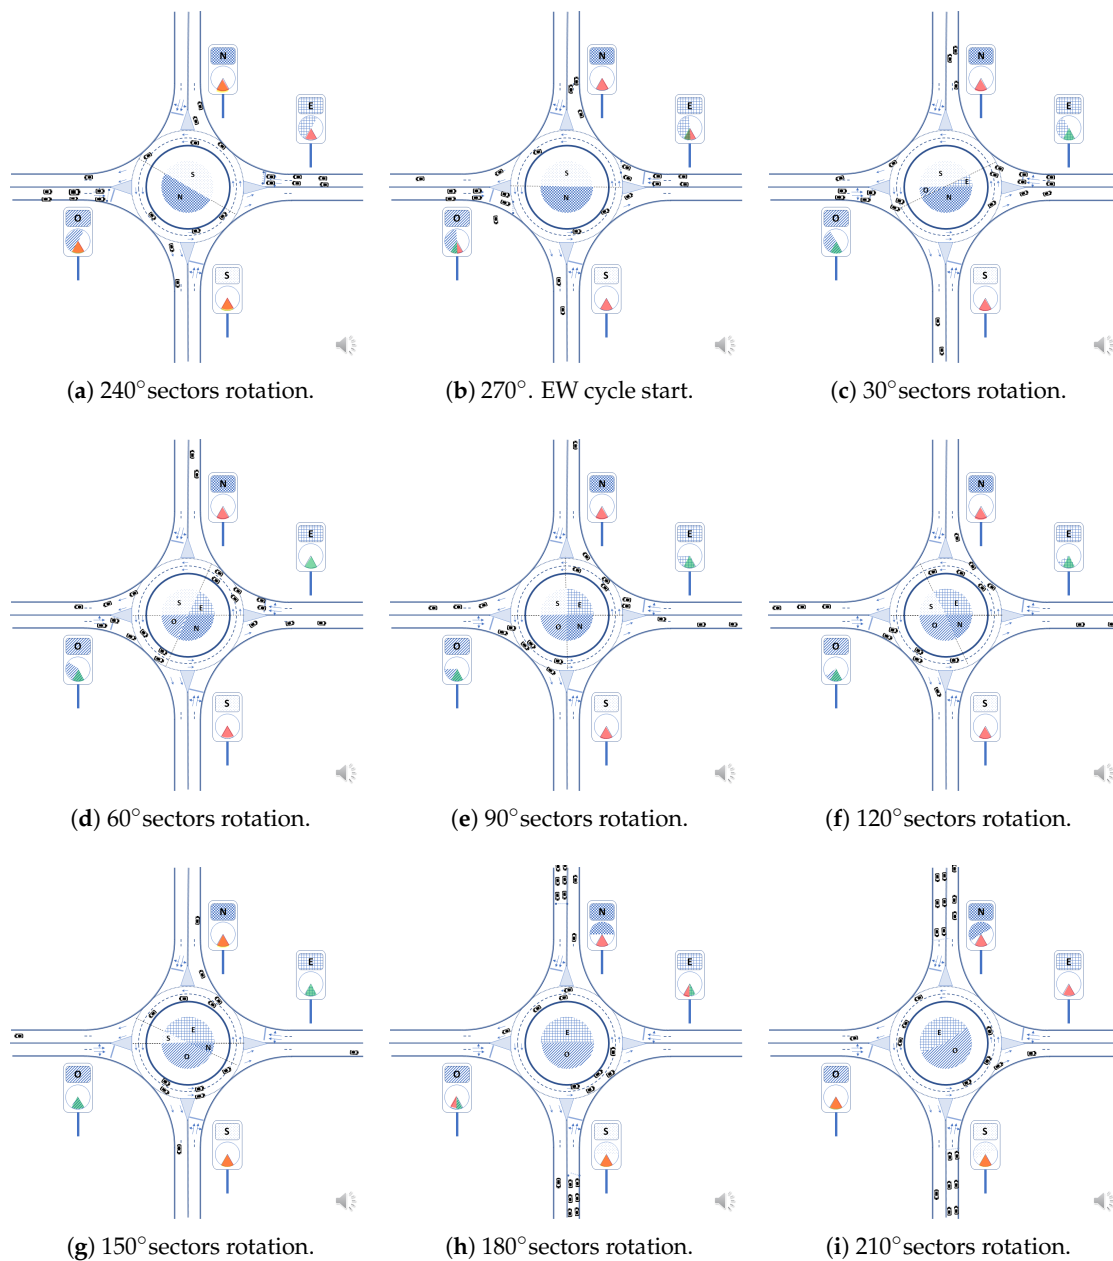 N
E
S
N
O
S
(a) 240°sectors rotation.
N
E
S
N
O
S
(b) 270°. EW cycle start.
N
E
S
E
O
N
O
S
(c) 30°sectors rotation.
N
E
S
E
O
N
O
S
(d) 60°sectors rotation.
N
E
S
E
O
N
O
S
(e) 90°sectors rotation.
N
E
S
E
O
N
O
S
(f) 120°sectors rotation.
N
E
E
S
N
O
O
S
(g) 150°sectors rotation.
N
E
E
O
O
S
(h) 180°sectors rotation.
N
E
E
O
O
S
(i) 210°sectors rotation.